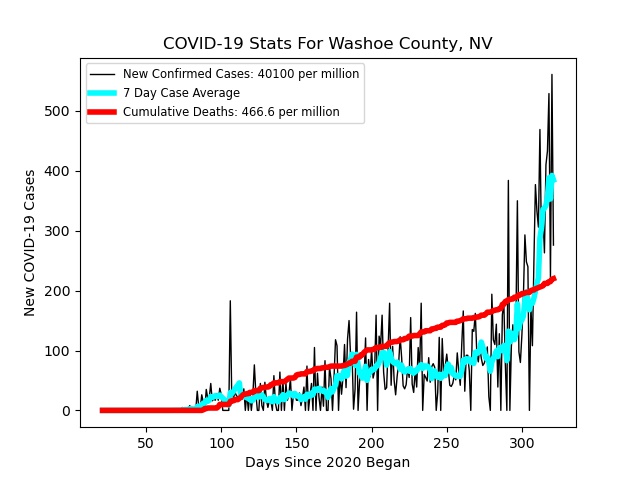 COVID-19 Stats For Washoe County, NV
New Confirmed Cases: 40100 per million
7 Day Case Average
Cumulative Deaths: 466.6 per million
New COVID-19 Cases
500
400
300
200
100
0
50 100 150 200 250 300
Days Since 2020 Began